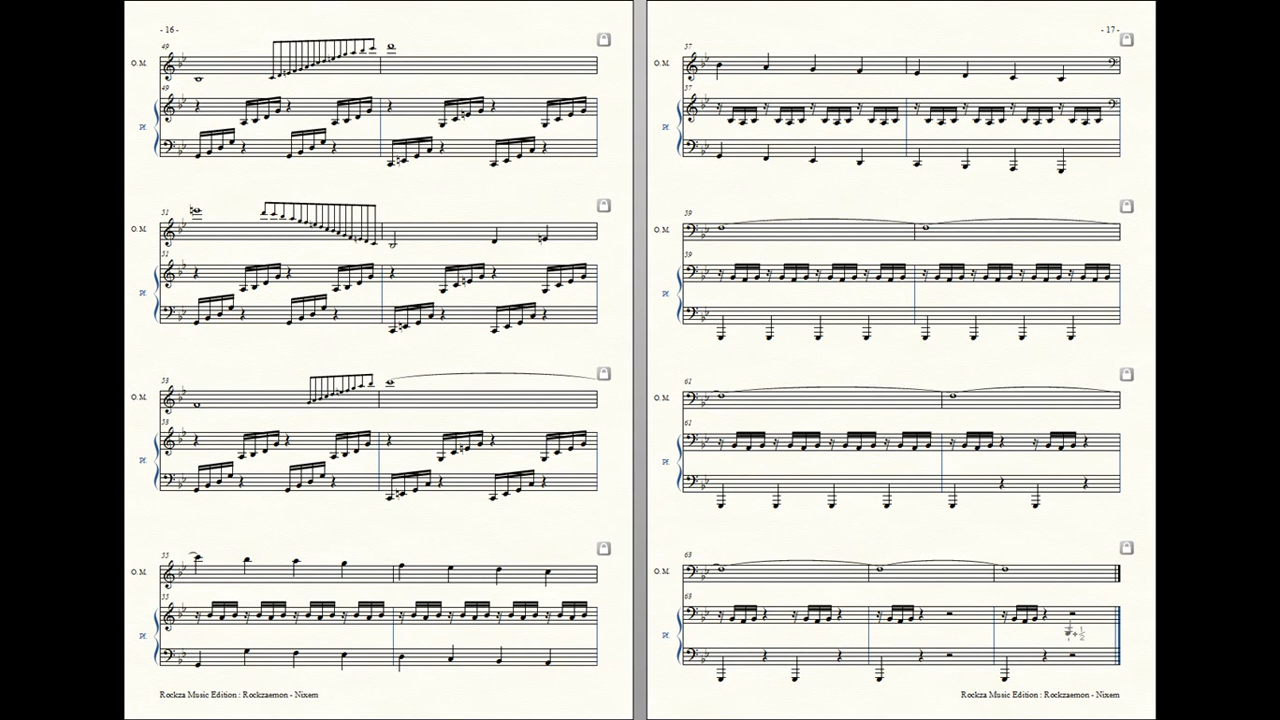 - 16 -
49
O.M
49
Pf.
51
O.M
51
Pf.
53
O.M
53
Pf.
55
O.M
55
Pf.
Rockza Music Edition : Rockzaemon - Nixem
- 17 -
57
O.M
57
Pf.
59
O.M
59
Pf.
61
O.M
61
Pf.
63
O.M
63
Pf.
Rockza Music Edition : Rockzaemon - Nixem